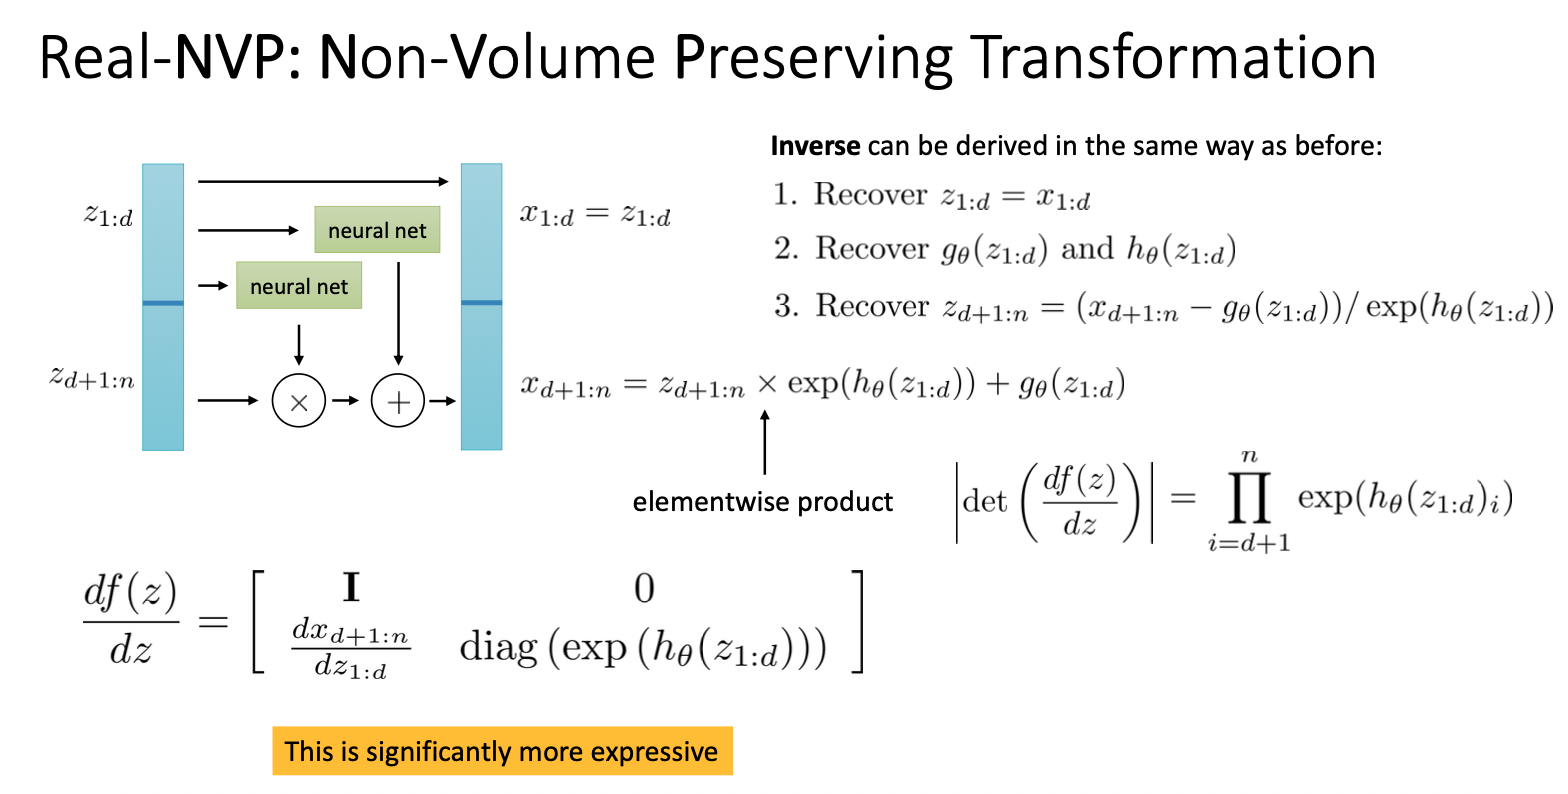 Real-NVP: Non-Volume Preserving Transformation
Inverse can be derived in the same way as before:
1. Recover $z_{1:d} = x_{1:d}$
2. Recover $g_\theta(z_{1:d})$ and $h_\theta(z_{1:d})$
3. Recover $z_{d+1:n} = (x_{d+1:n} - g_\theta(z_{1:d}))/\exp(h_\theta(z_{1:d}))$
$z_{1:d}$
neural net
neural net
$x_{1:d} = z_{1:d}$
$z_{d+1:n}$
×
+
$x_{d+1:n} = z_{d+1:n} \times \exp(h_\theta(z_{1:d})) + g_\theta(z_{1:d})$
elementwise product
$\left|\det\left(\frac{df(z)}{dz}\right)\right| = \prod_{i=d+1}^{n} \exp(h_\theta(z_{1:d})_i)$
$\frac{df(z)}{dz} = \begin{bmatrix} \mathbf{I} & 0 \\ \frac{dx_{d+1:n}}{dz_{1:d}} & \mathrm{diag}\left(\exp\left(h_\theta(z_{1:d})\right)\right) \end{bmatrix}$
This is significantly more expressive